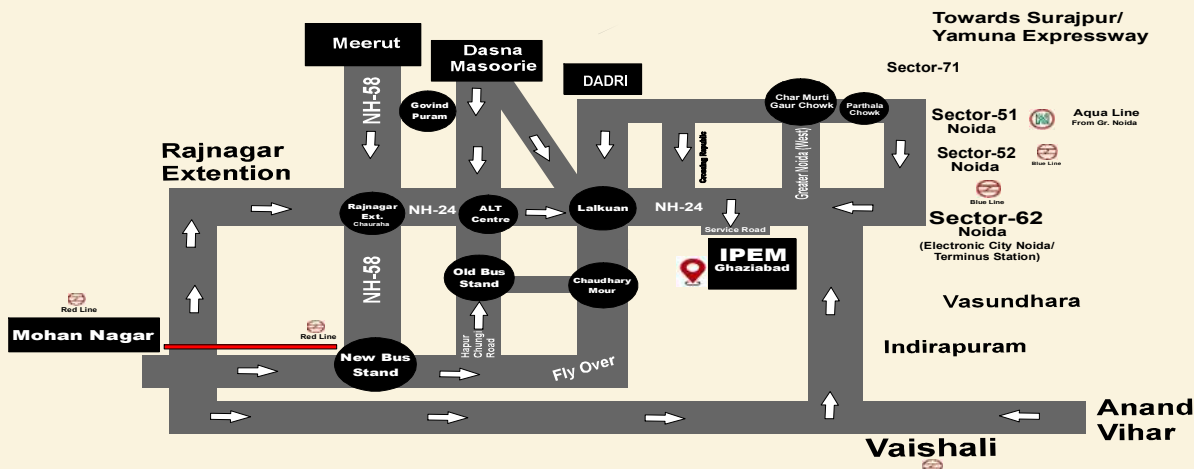 Towards Surajpur/
Yamuna Expressway
Meerut
Dasna
Masoorie
DADRI
Sector-71
NH-58
Govind
Puram
Char Murti
Gaur Chowk
Parthala
Chowk
Sector-51
Noida
Aqua Line
From Gr. Noida
Crossing Republic
Greater Noida (West)
Sector-52
Noida
Blue Line
Rajnagar
Extention
Blue Line
Rajnagar
Ext.
Chauraha
NH-24
ALT
Centre
Lalkuan
NH-24
Service Road
Sector-62
Noida
(Electronic City Noida/
Terminus Station)
IPEM
Ghaziabad
NH-58
Old Bus
Stand
Chaudhary
Mour
Vasundhara
Red Line
Mohan Nagar
Red Line
Hapur
Chungi
Road
Indirapuram
New Bus
Stand
Fly Over
Anand
Vihar
Vaishali